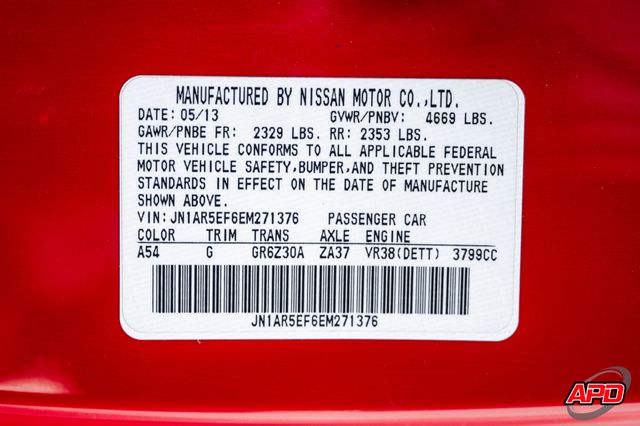 MANUFACTURED BY NISSAN MOTOR CO.,LTD.
DATE: 05/13 GVWR/PNBV: 4669 LBS.
GAWR/PNBE FR: 2329 LBS. RR: 2353 LBS.
THIS VEHICLE CONFORMS TO ALL APPLICABLE FEDERAL
MOTOR VEHICLE SAFETY,BUMPER,AND THEFT PREVENTION
STANDARDS IN EFFECT ON THE DATE OF MANUFACTURE
SHOWN ABOVE.
VIN: JN1AR5EF6EM271376 PASSENGER CAR
COLOR TRIM TRANS AXLE ENGINE
A54 G GR6Z30A ZA37 VR38(DETT) 3799CC
JN1AR5EF6EM271376
APD